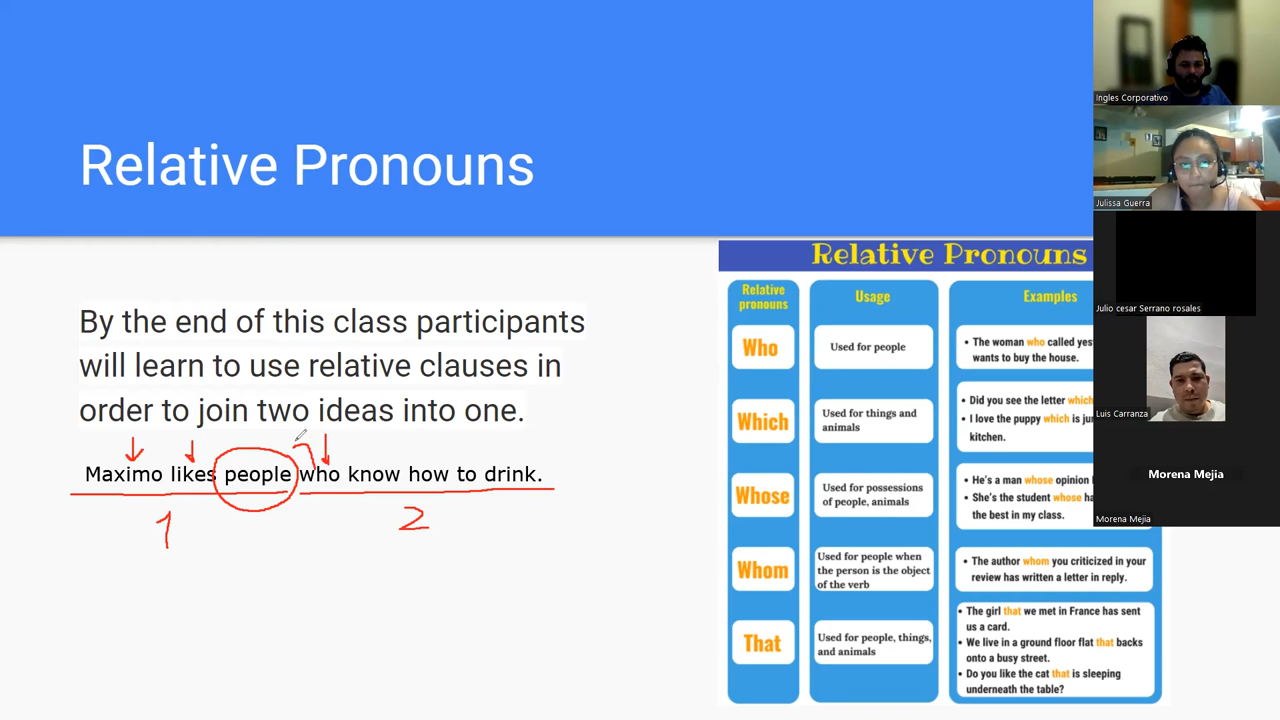 Relative Pronouns
By the end of this class participants
will learn to use relative clauses in
order to join two ideas into one.
Maximo likes people who know how to drink.
1
2
Relative Pronouns
Relative
pronouns
Usage
Examples
Who
Used for people
• The woman who called yes
wants to buy the house.
Which
Used for things and
animals
• Did you see the letter which
• I love the puppy which is
kitchen.
Whose
Used for possessions
of people, animals
• He's a man whose opinion
• She's the student whose
the best in my class.
Whom
Used for people when
the person is the object
of the verb
• The author whom you criticized in your
review has written a letter in reply.
That
Used for people, things,
and animals
• The girl that we met in France has sent
us a card.
• We live in a ground floor flat that backs
onto a busy street.
• Do you like the cat that is sleeping
underneath the table?
Ingles Corporativo
Julissa Guerra
Julio cesar Serrano rosales
Luis Carranza
Morena Mejia
Morena Mejia